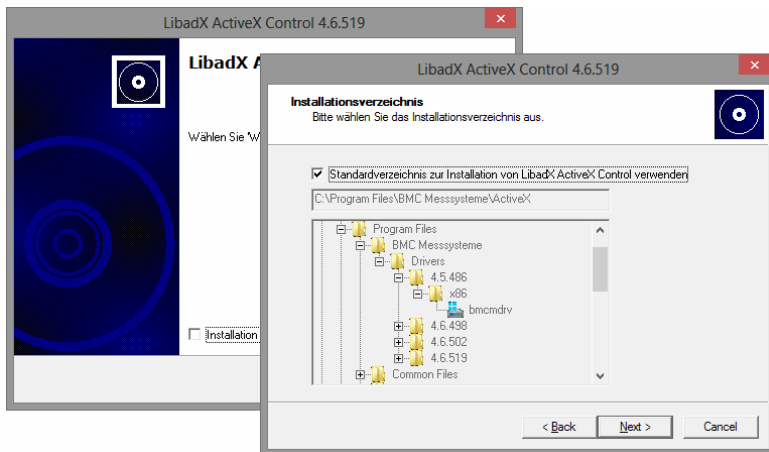 LibadX ActiveX Control 4.6.519
LibadX A
Wählen Sie 'W
Installation
LibadX ActiveX Control 4.6.519
Installationsverzeichnis
Bitte wählen Sie das Installationsverzeichnis aus.
Standardverzeichnis zur Installation von LibadX ActiveX Control verwenden
C:\Program Files\BMC Messsysteme\ActiveX
Program Files
BMC Messsysteme
Drivers
4.5.486
x86
bmcmdrv
4.6.498
4.6.502
4.6.519
Common Files
< Back Next > Cancel